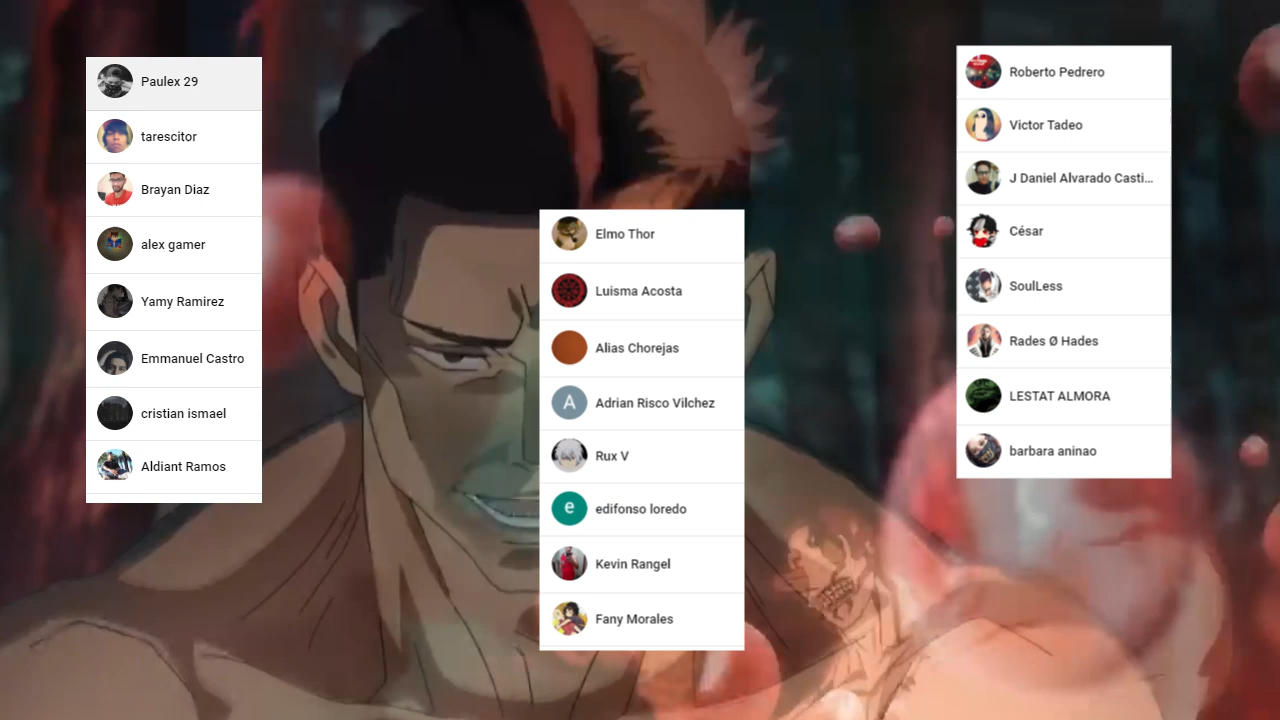 Paulex 29
tarescitor
Brayan Diaz
alex gamer
Yamy Ramirez
Emmanuel Castro
cristian ismael
Aldiant Ramos
Elmo Thor
Luisma Acosta
Alias Chorejas
A
Adrian Risco Vilchez
Rux V
e
edifonso loredo
Kevin Rangel
Fany Morales
Roberto Pedrero
Victor Tadeo
J Daniel Alvarado Casti...
César
SoulLess
Rades Ø Hades
LESTAT ALMORA
barbara aninao